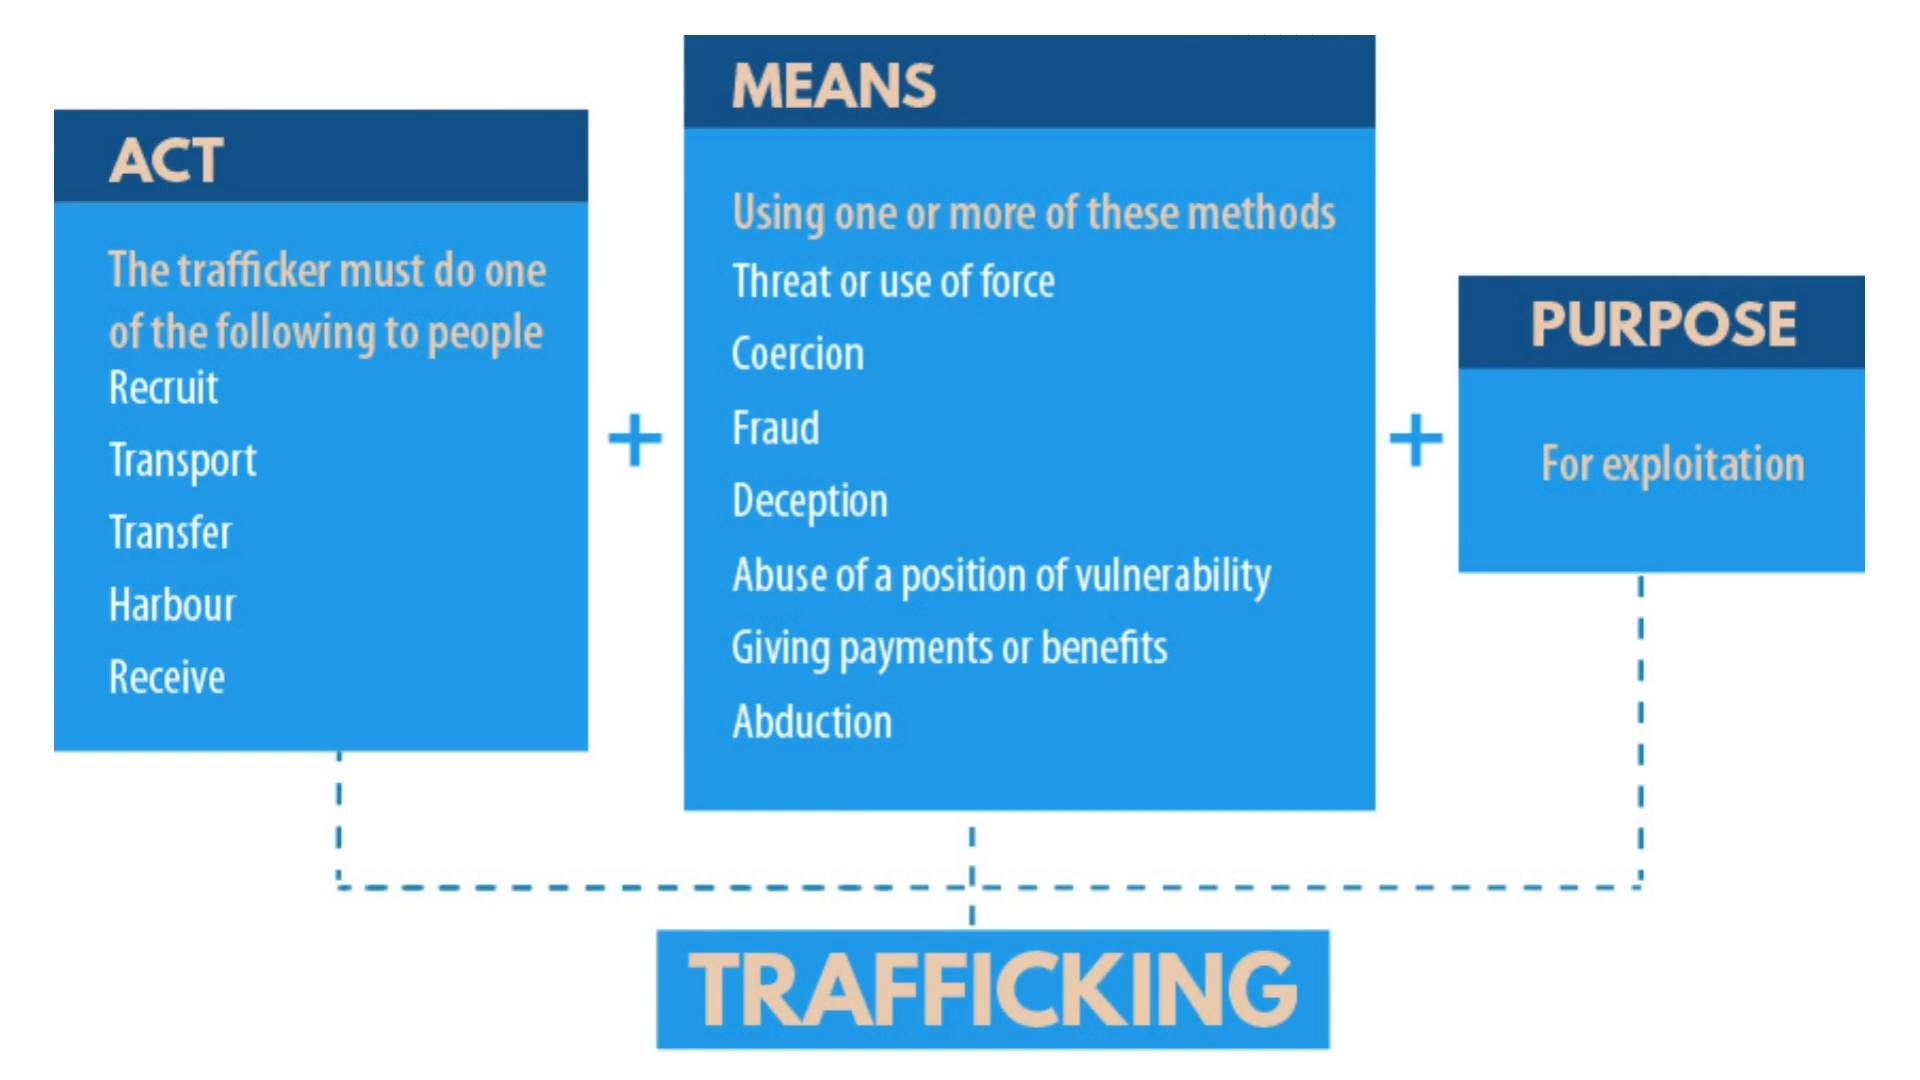 ACT
The trafficker must do one
of the following to people
Recruit
Transport
Transfer
Harbour
Receive
+
MEANS
Using one or more of these methods
Threat or use of force
Coercion
Fraud
Deception
Abuse of a position of vulnerability
Giving payments or benefits
Abduction
+
PURPOSE
For exploitation
TRAFFICKING